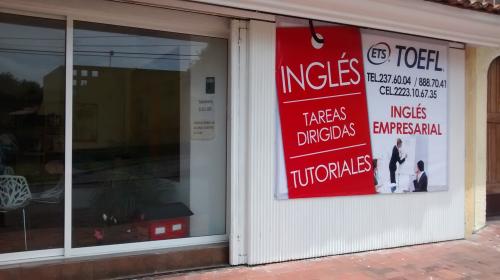 INGLÉS
TAREAS
DIRIGIDAS
TUTORIALES
ETS TOEFL
TEL.237.60.04 / 888.70.41
CEL.2223.10.67.35
INGLÉS
EMPRESARIAL